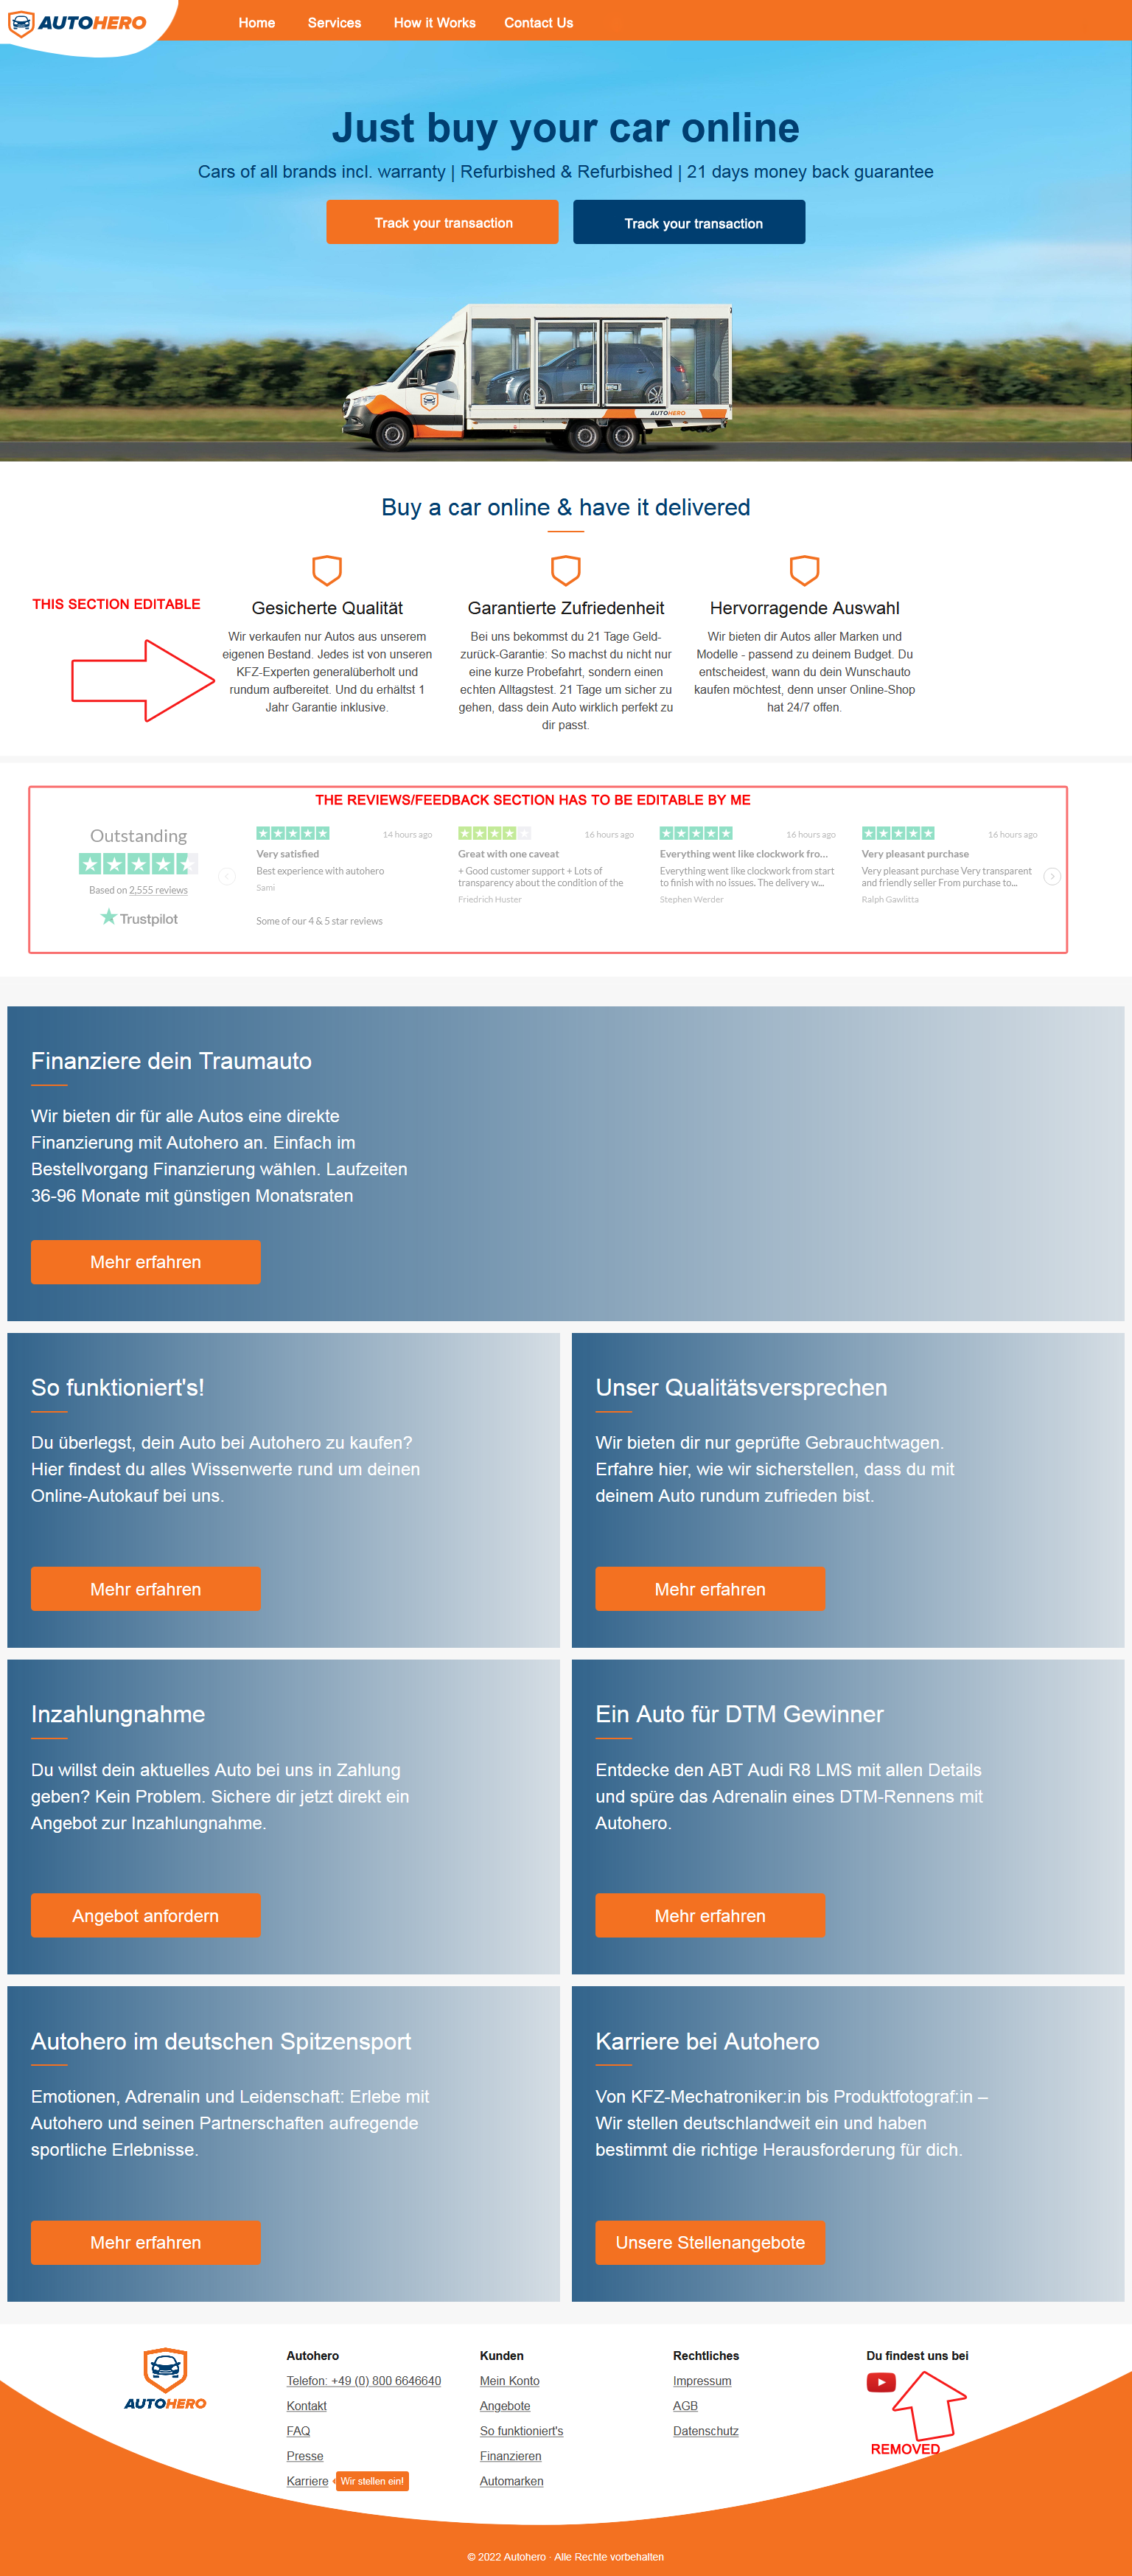 AUTOHERO
Home Services How it Works Contact Us
Just buy your car online
Cars of all brands incl. warranty | Refurbished & Refurbished | 21 days money back guarantee
Track your transaction
Track your transaction
AUTOHERO
Buy a car online & have it delivered
THIS SECTION EDITABLE
Gesicherte Qualität
Wir verkaufen nur Autos aus unserem
eigenen Bestand. Jedes ist von unseren
KFZ-Experten generalüberholt und
rundum aufbereitet. Und du erhältst 1
Jahr Garantie inklusive.
Garantierte Zufriedenheit
Bei uns bekommst du 21 Tage Geld-
zurück-Garantie: So machst du nicht nur
eine kurze Probefahrt, sondern einen
echten Alltagstest. 21 Tage um sicher zu
gehen, dass dein Auto wirklich perfekt zu
dir passt.
Hervorragende Auswahl
Wir bieten dir Autos aller Marken und
Modelle - passend zu deinem Budget. Du
entscheidest, wann du dein Wunschauto
kaufen möchtest, denn unser Online-Shop
hat 24/7 offen.
THE REVIEWS/FEEDBACK SECTION HAS TO BE EDITABLE BY ME
Outstanding
Based on 2,555 reviews
Trustpilot
14 hours ago
Very satisfied
Best experience with autohero
Sami
16 hours ago
Great with one caveat
+ Good customer support + Lots of
transparency about the condition of the
Friedrich Huster
16 hours ago
Everything went like clockwork fro...
Everything went like clockwork from start
to finish with no issues. The delivery w...
Stephen Werder
16 hours ago
Very pleasant purchase
Very pleasant purchase Very transparent
and friendly seller From purchase to...
Ralph Gawlitta
Some of our 4 & 5 star reviews
Finanziere dein Traumauto
Wir bieten dir für alle Autos eine direkte
Finanzierung mit Autohero an. Einfach im
Bestellvorgang Finanzierung wählen. Laufzeiten
36-96 Monate mit günstigen Monatsraten
Mehr erfahren
So funktioniert's!
Du überlegst, dein Auto bei Autohero zu kaufen?
Hier findest du alles Wissenwerte rund um deinen
Online-Autokauf bei uns.
Mehr erfahren
Unser Qualitätsversprechen
Wir bieten dir nur geprüfte Gebrauchtwagen.
Erfahre hier, wie wir sicherstellen, dass du mit
deinem Auto rundum zufrieden bist.
Mehr erfahren
Inzahlungnahme
Du willst dein aktuelles Auto bei uns in Zahlung
geben? Kein Problem. Sichere dir jetzt direkt ein
Angebot zur Inzahlungnahme.
Angebot anfordern
Ein Auto für DTM Gewinner
Entdecke den ABT Audi R8 LMS mit allen Details
und spüre das Adrenalin eines DTM-Rennens mit
Autohero.
Mehr erfahren
Autohero im deutschen Spitzensport
Emotionen, Adrenalin und Leidenschaft: Erlebe mit
Autohero und seinen Partnerschaften aufregende
sportliche Erlebnisse.
Mehr erfahren
Karriere bei Autohero
Von KFZ-Mechatroniker:in bis Produktfotograf:in –
Wir stellen deutschlandweit ein und haben
bestimmt die richtige Herausforderung für dich.
Unsere Stellenangebote
AUTOHERO
Autohero
Telefon: +49 (0) 800 6646640
Kontakt
FAQ
Presse
Karriere Wir stellen ein!
Kunden
Mein Konto
Angebote
So funktioniert's
Finanzieren
Automarken
Rechtliches
Impressum
AGB
Datenschutz
Du findest uns bei
REMOVED
© 2022 Autohero · Alle Rechte vorbehalten